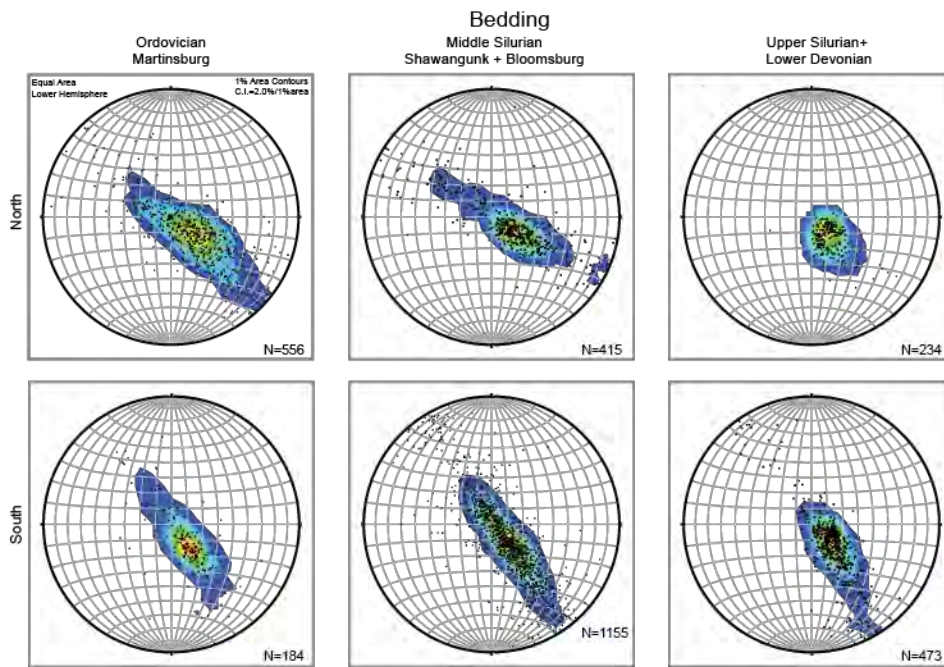 Bedding
Ordovician
Martinsburg
Middle Silurian
Shawangunk + Bloomsburg
Upper Silurian+
Lower Devonian
North
Equal Area
Lower Hemisphere
1% Area Contours
C.I.=2.0%/1%area
N=556
N=415
N=234
South
N=184
N=1155
N=473